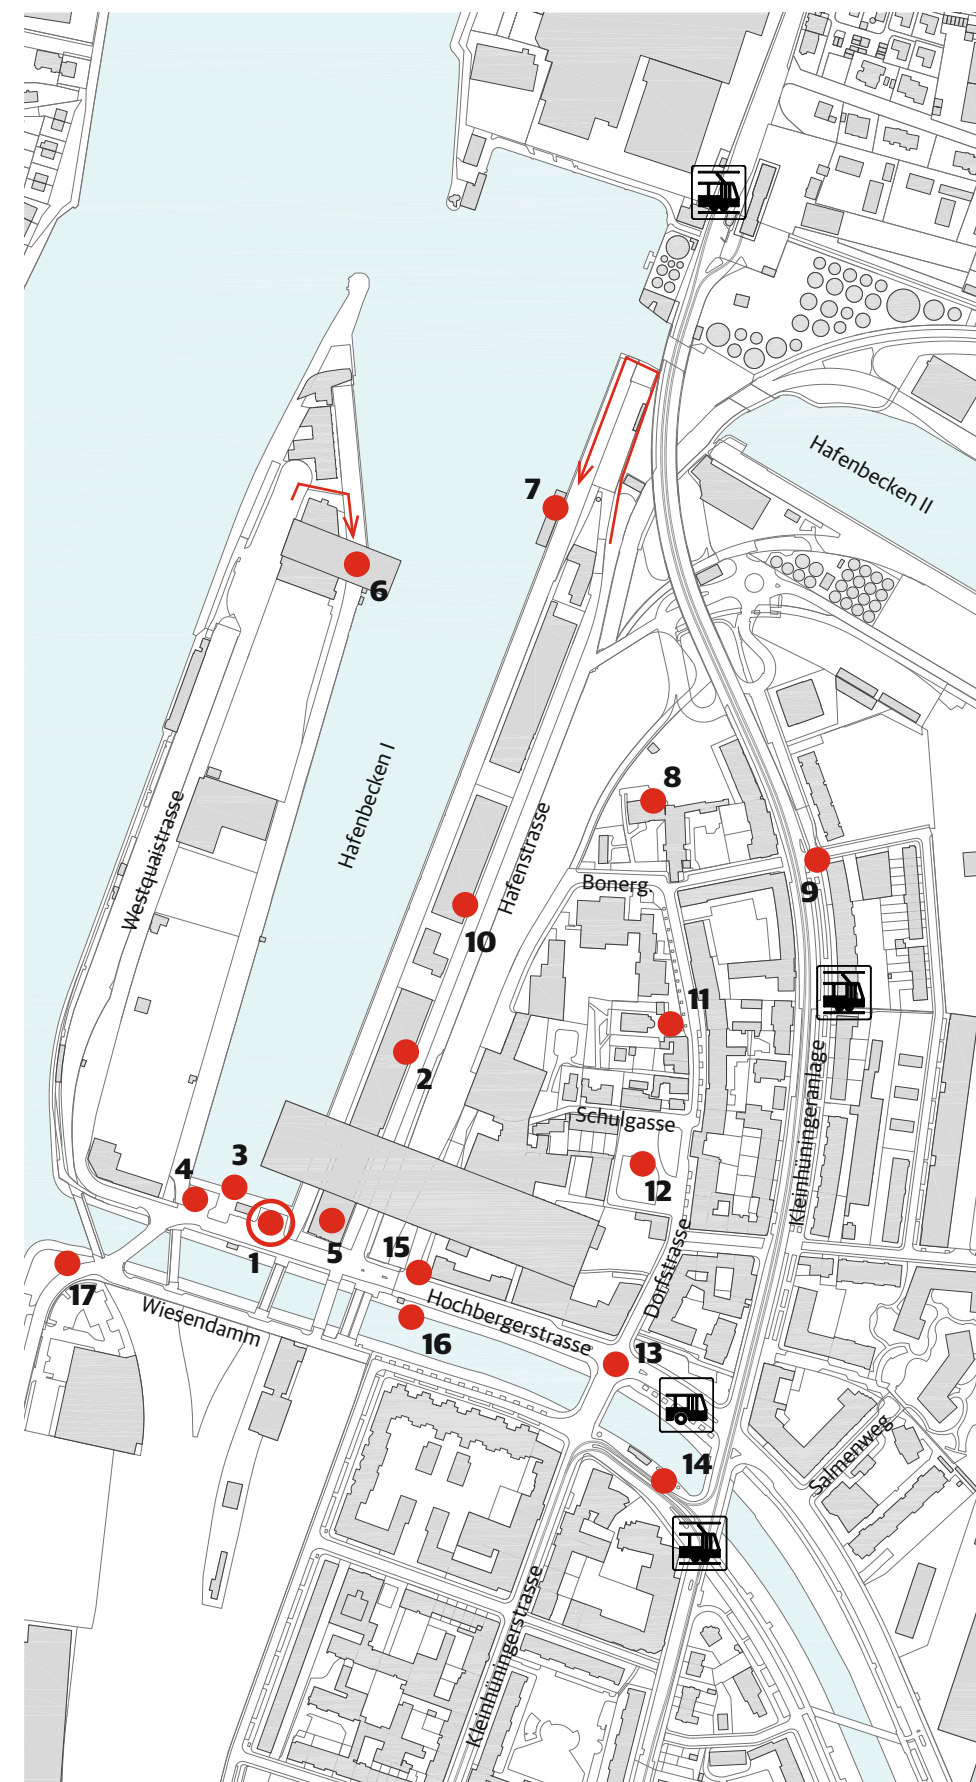 Hafenbecken II
7
6
8
Hafenbecken I
Westquaistrasse
Hafenstrasse
Bonerg.
9
10
11
2
Schulgasse
Kleinhüningeranlage
3
4
12
1
5
15
Dorfstrasse
17
Wiesendamm
Hochbergerstrasse
16
13
14
Salmenweg
Kleinhüningerstrasse